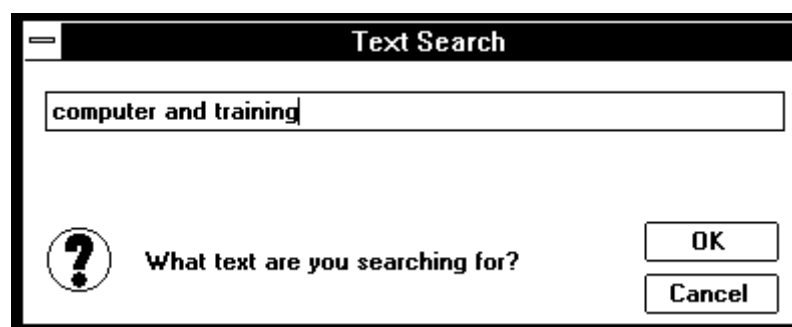 Text Search
computer and training
What text are you searching for?
OK
Cancel